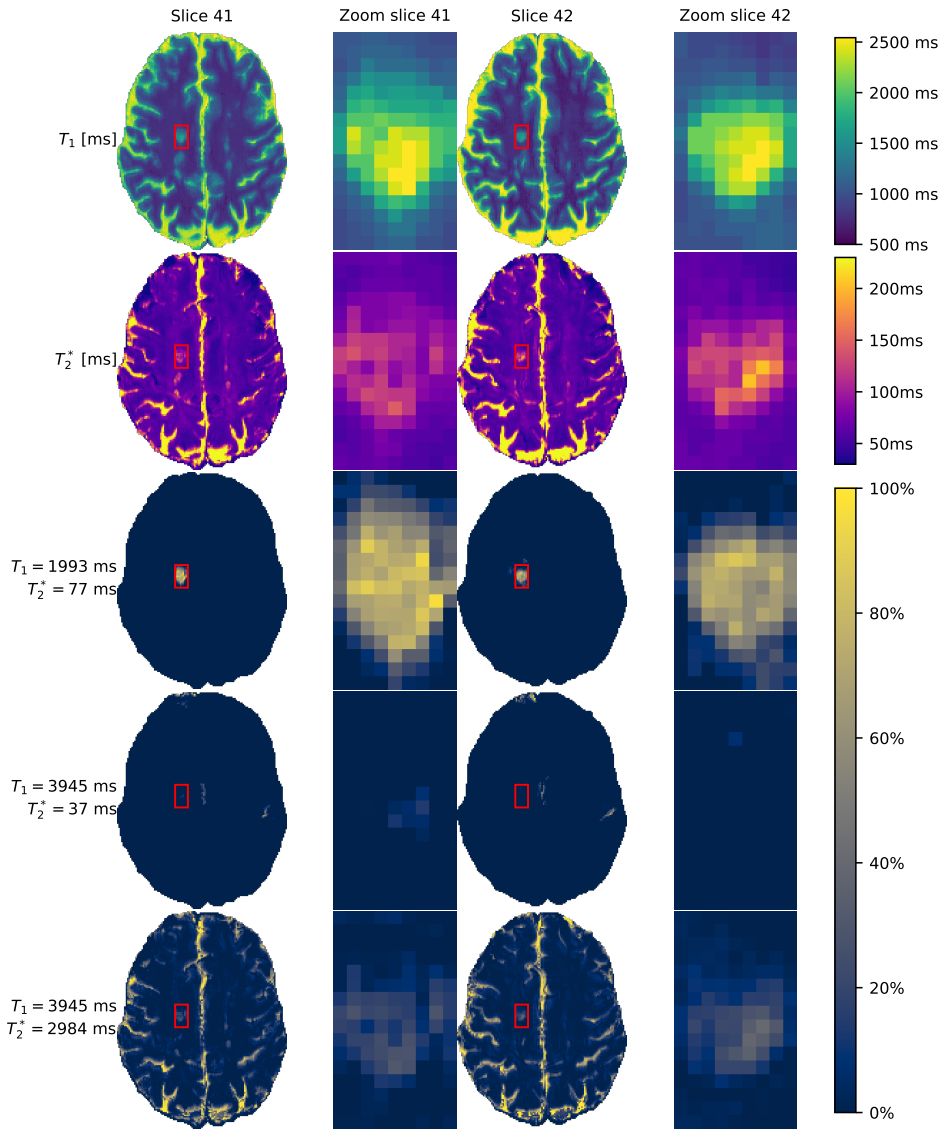 Slice 41 Zoom slice 41 Slice 42 Zoom slice 42
T₁ [ms]
2500 ms
2000 ms
1500 ms
1000 ms
500 ms
T₂* [ms]
200ms
150ms
100ms
50ms
T₁ = 1993 ms
T₂* = 77 ms
T₁ = 3945 ms
T₂* = 37 ms
T₁ = 3945 ms
T₂* = 2984 ms
100%
80%
60%
40%
20%
0%